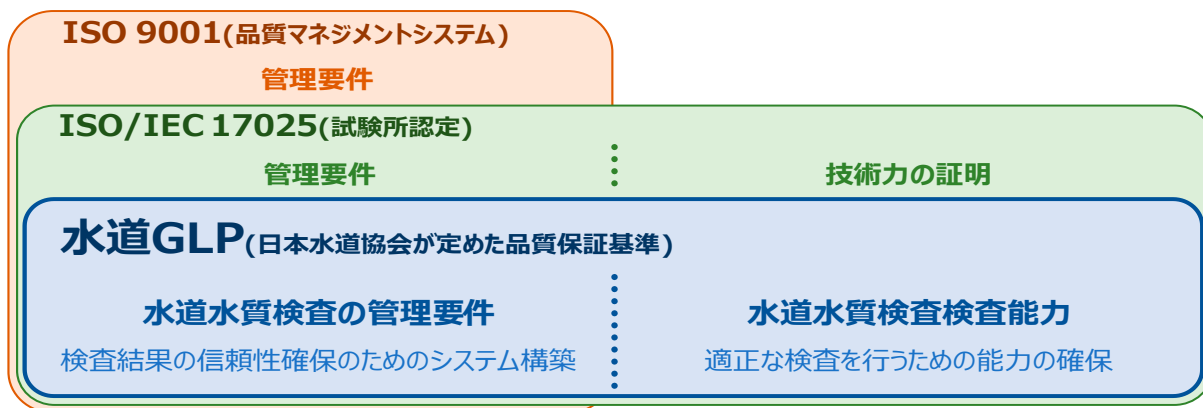 ISO 9001(品質マネジメントシステム)
管理要件
ISO/IEC 17025(試験所認定)
管理要件
技術力の証明
水道GLP(日本水道協会が定めた品質保証基準)
水道水質検査の管理要件
水道水質検査検査能力
検査結果の信頼性確保のためのシステム構築
適正な検査を行うための能力の確保